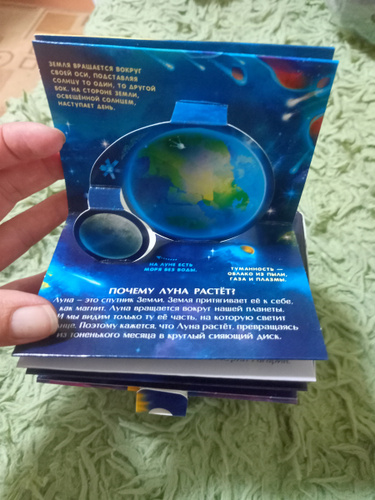 ЗЕМЛЯ ВРАЩАЕТСЯ ВОКРУГ
СВОЕЙ ОСИ, ПОДСТАВЛЯЯ
СОЛНЦУ ТО ОДИН, ТО ДРУГОЙ
БОК. НА СТОРОНЕ ЗЕМЛИ,
ОСВЕЩЁННОЙ СОЛНЦЕМ,
НАСТУПАЕТ ДЕНЬ.
НА ЛУНЕ ЕСТЬ
МОРЯ БЕЗ ВОДЫ.
ТУМАННОСТЬ —
ОБЛАКО ИЗ ПЫЛИ,
ГАЗА И ПЛАЗМЫ.
ПОЧЕМУ ЛУНА РАСТЁТ?
Луна – это спутник Земли. Земля притягивает её к себе,
как магнит. Луна вращается вокруг нашей планеты.
И мы видим только ту её часть, на которую светит
Поэтому кажется, что Луна растёт, превращаясь
из тоненького месяца в круглый сияющий диск.